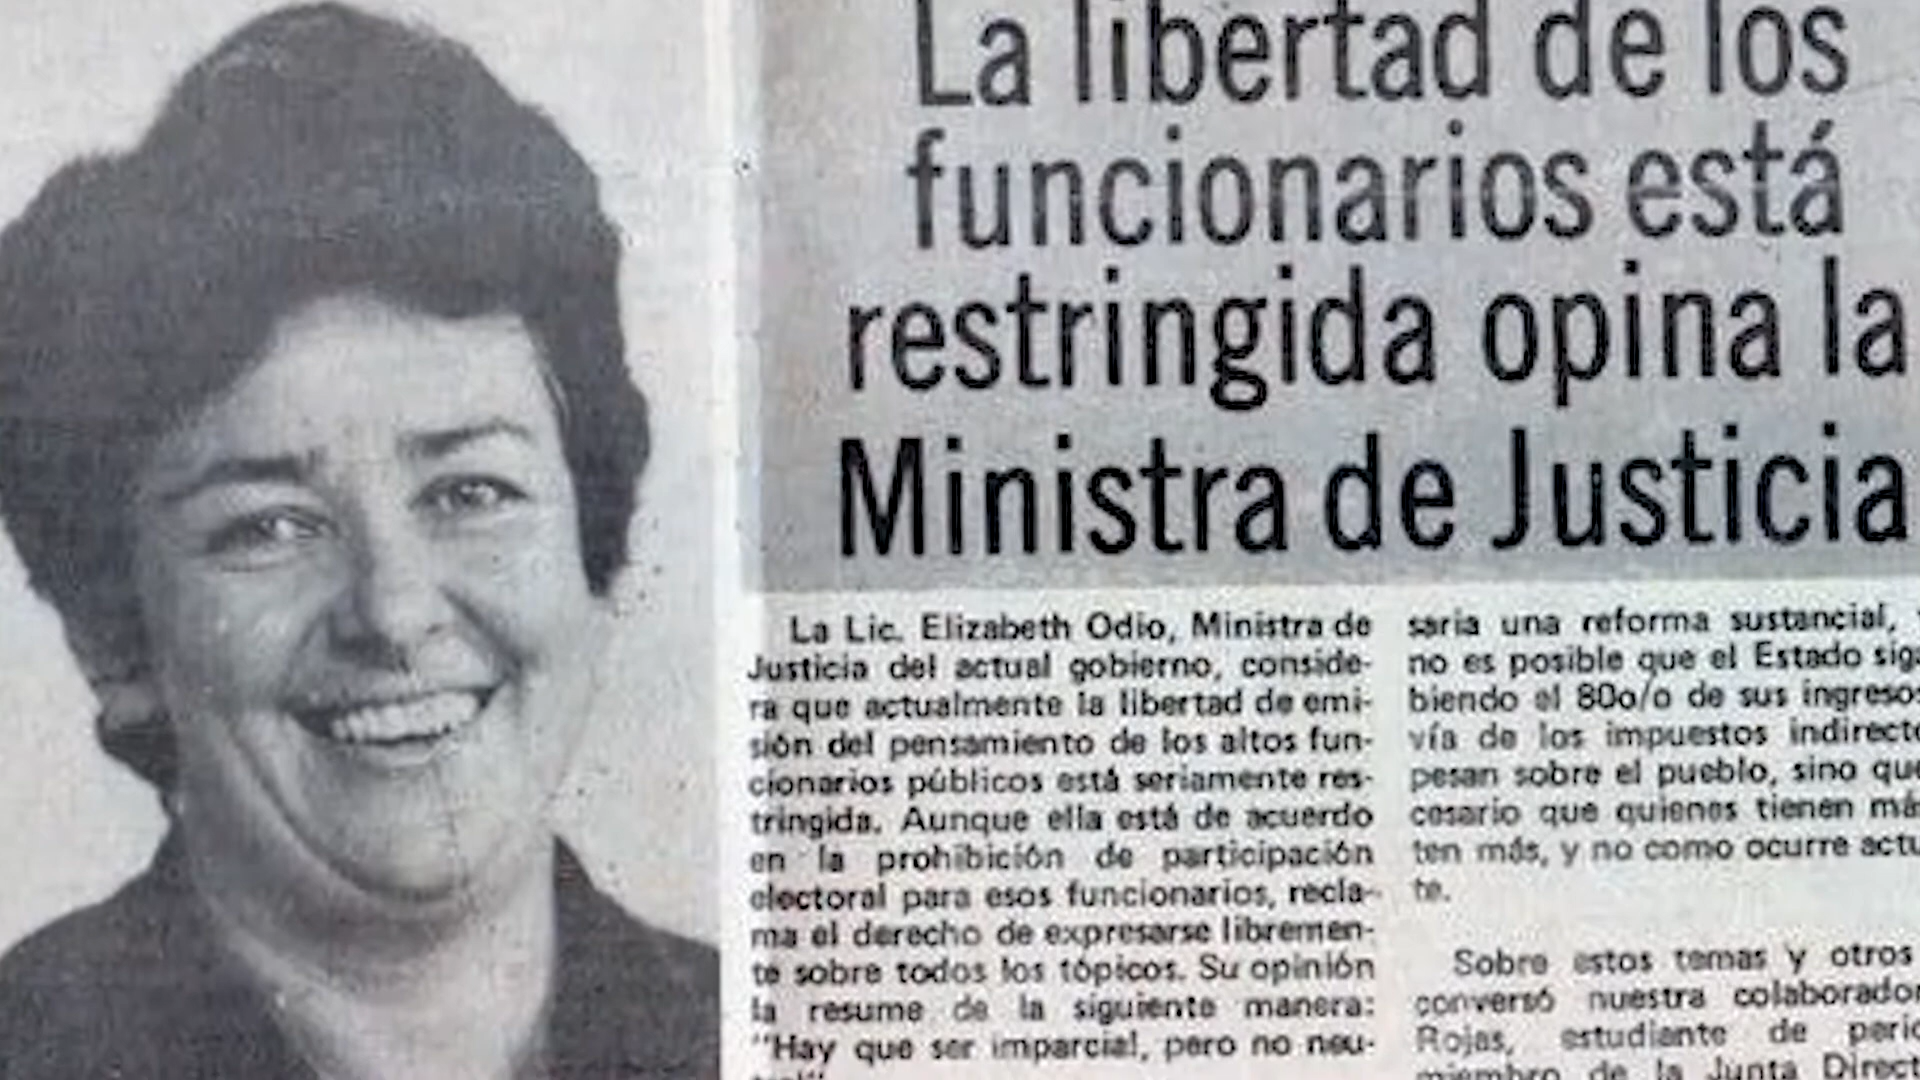 La libertad de los
funcionarios está
restringida opina la
Ministra de Justicia
La Lic. Elizabeth Odio, Ministra de
Justicia del actual gobierno, conside-
ra que actualmente la libertad de emi-
sión del pensamiento de los altos fun-
cionarios públicos está seriamente res-
tringida. Aunque ella está de acuerdo
en la prohibición de participación
electoral para esos funcionarios, recla-
ma el derecho de expresarse libremen-
te sobre todos los tópicos. Su opinión
la resume de la siguiente manera:
"Hay que ser imparcial, pero no neu-
saria una reforma sustancial,
no es posible que el Estado
biendo el 80o/o de sus ingresos
vía de los impuestos
pesan sobre el pueblo, sino que
cesario que quienes tienen
ten más, y no como ocurre
te.
Sobre estos temas y otros
conversó nuestra
Rojas, estudiante de
miembro de la Junta